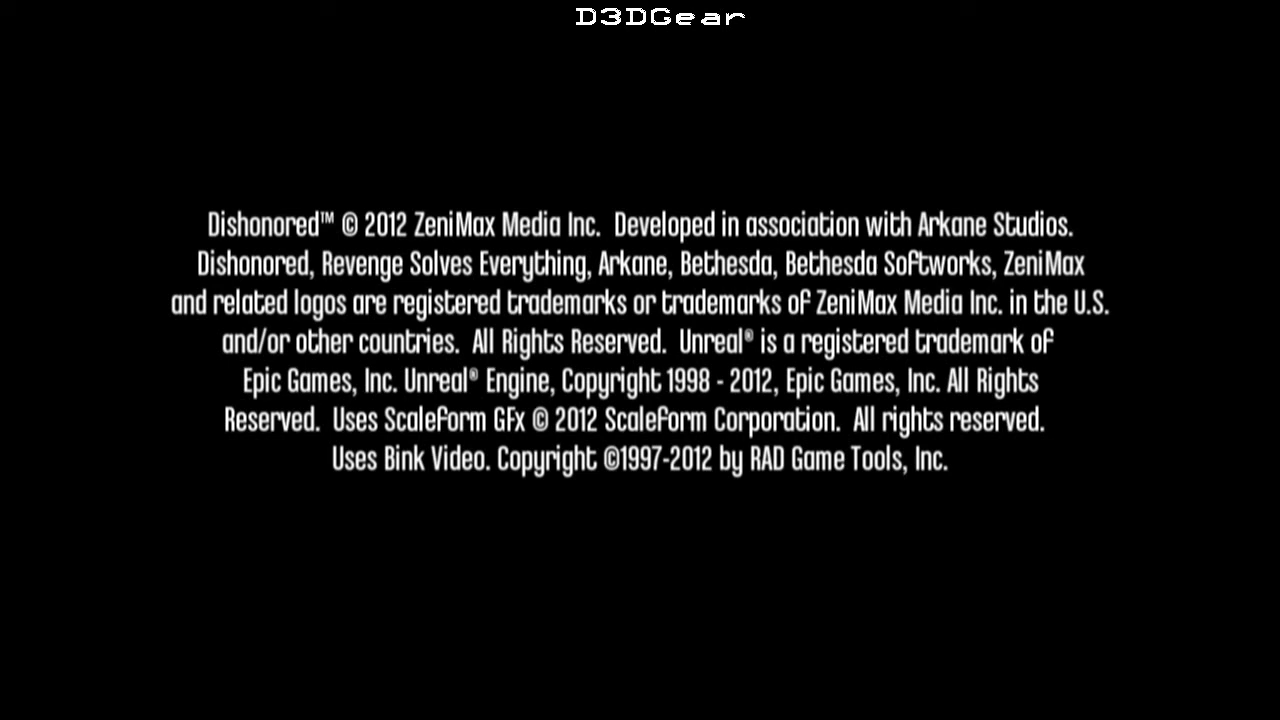 D3DGear
Dishonored™ © 2012 ZeniMax Media Inc.  Developed in association with Arkane Studios.
Dishonored, Revenge Solves Everything, Arkane, Bethesda, Bethesda Softworks, ZeniMax
and related logos are registered trademarks or trademarks of ZeniMax Media Inc. in the U.S.
and/or other countries.  All Rights Reserved.  Unreal® is a registered trademark of
Epic Games, Inc. Unreal® Engine, Copyright 1998 - 2012, Epic Games, Inc. All Rights
Reserved.  Uses Scaleform GFx © 2012 Scaleform Corporation.  All rights reserved.
Uses Bink Video. Copyright ©1997-2012 by RAD Game Tools, Inc.